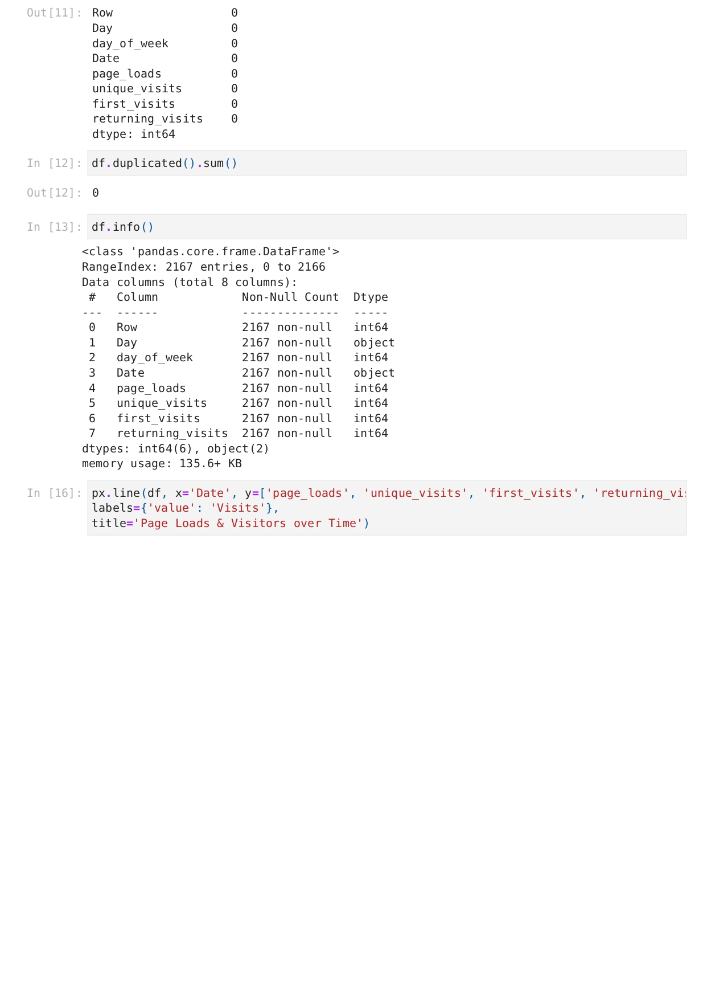 Out[11]: Row                 0
Day                 0
day_of_week         0
Date                0
page_loads          0
unique_visits       0
first_visits        0
returning_visits    0
dtype: int64
In [12]: df.duplicated().sum()
Out[12]: 0
In [13]: df.info()
<class 'pandas.core.frame.DataFrame'>
RangeIndex: 2167 entries, 0 to 2166
Data columns (total 8 columns):
 #   Column            Non-Null Count  Dtype
---  ------            --------------  -----
 0   Row               2167 non-null   int64
 1   Day               2167 non-null   object
 2   day_of_week       2167 non-null   int64
 3   Date              2167 non-null   object
 4   page_loads        2167 non-null   int64
 5   unique_visits     2167 non-null   int64
 6   first_visits      2167 non-null   int64
 7   returning_visits  2167 non-null   int64
dtypes: int64(6), object(2)
memory usage: 135.6+ KB
In [16]: px.line(df, x='Date', y=['page_loads', 'unique_visits', 'first_visits', 'returning_vis
labels={'value': 'Visits'},
title='Page Loads & Visitors over Time')